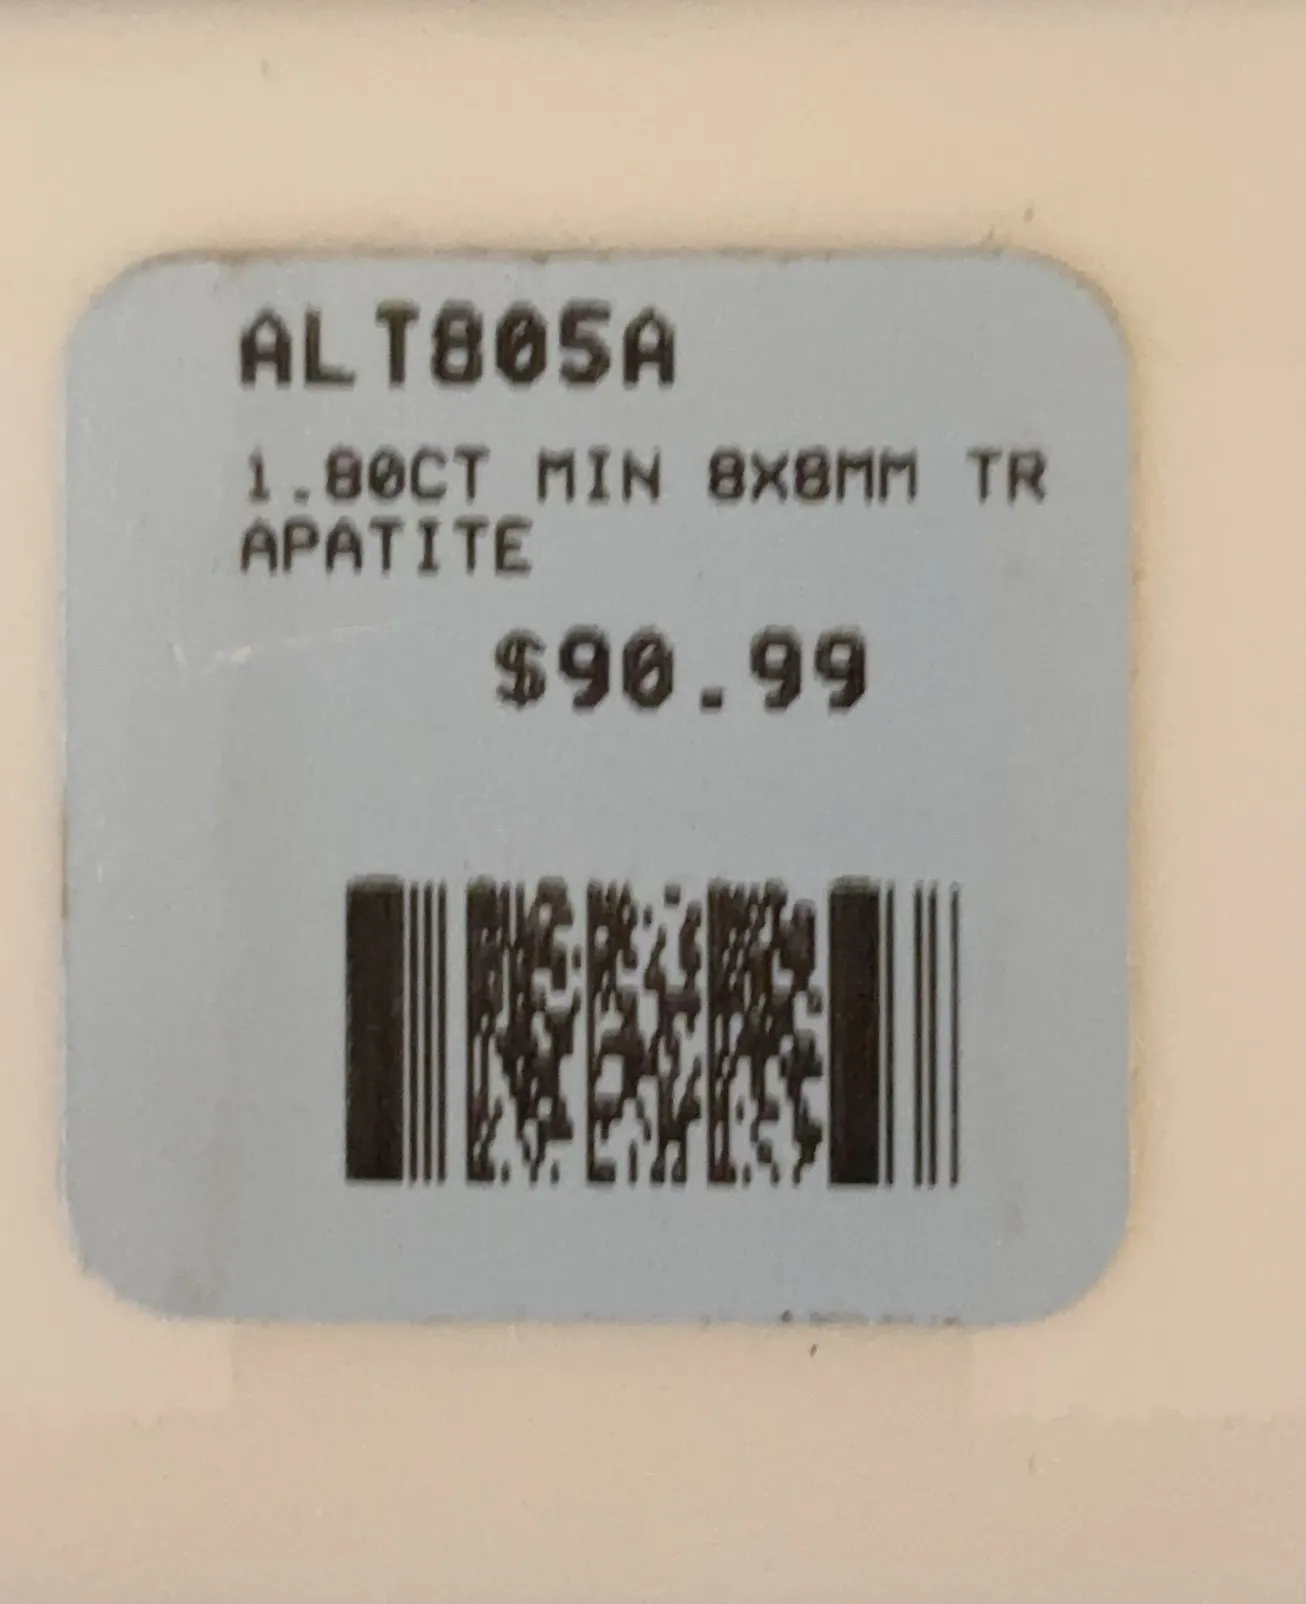 ALT805A
1.80CT MIN 8X8MM TR
APATITE
$90.99